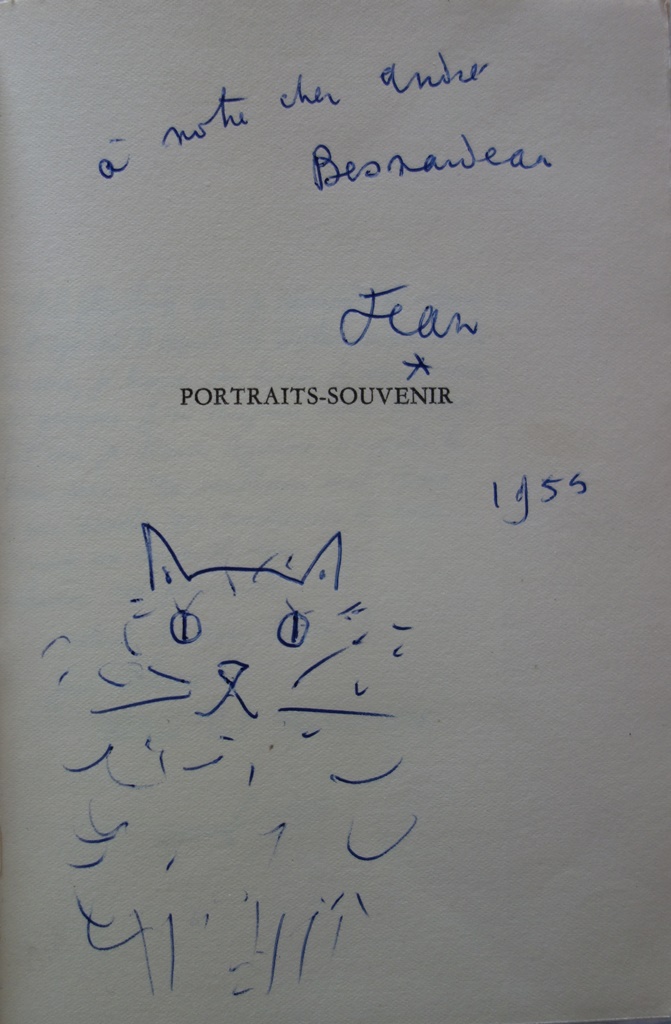 à notre cher andré
Besnardeau
Jean
*
PORTRAITS-SOUVENIR
1955